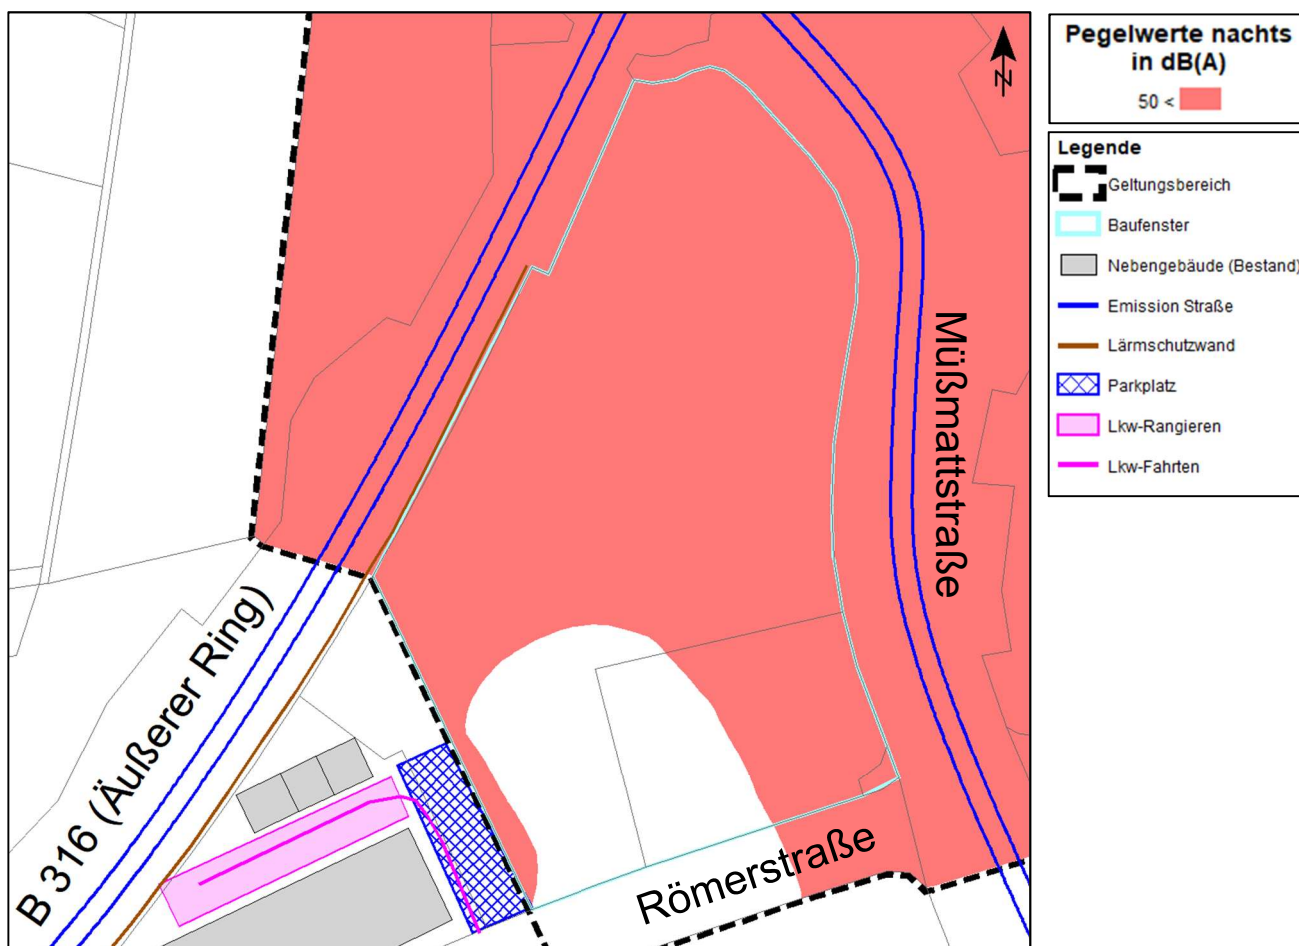 Pegelwerte nachts
in dB(A)
50 <
Legende
Geltungsbereich
Baufenster
Nebengebäude (Bestand)
Emission Straße
Lärmschutzwand
Parkplatz
Lkw-Rangieren
Lkw-Fahrten
N
Müßmattstraße
B 316 (Äußerer Ring)
Römerstraße